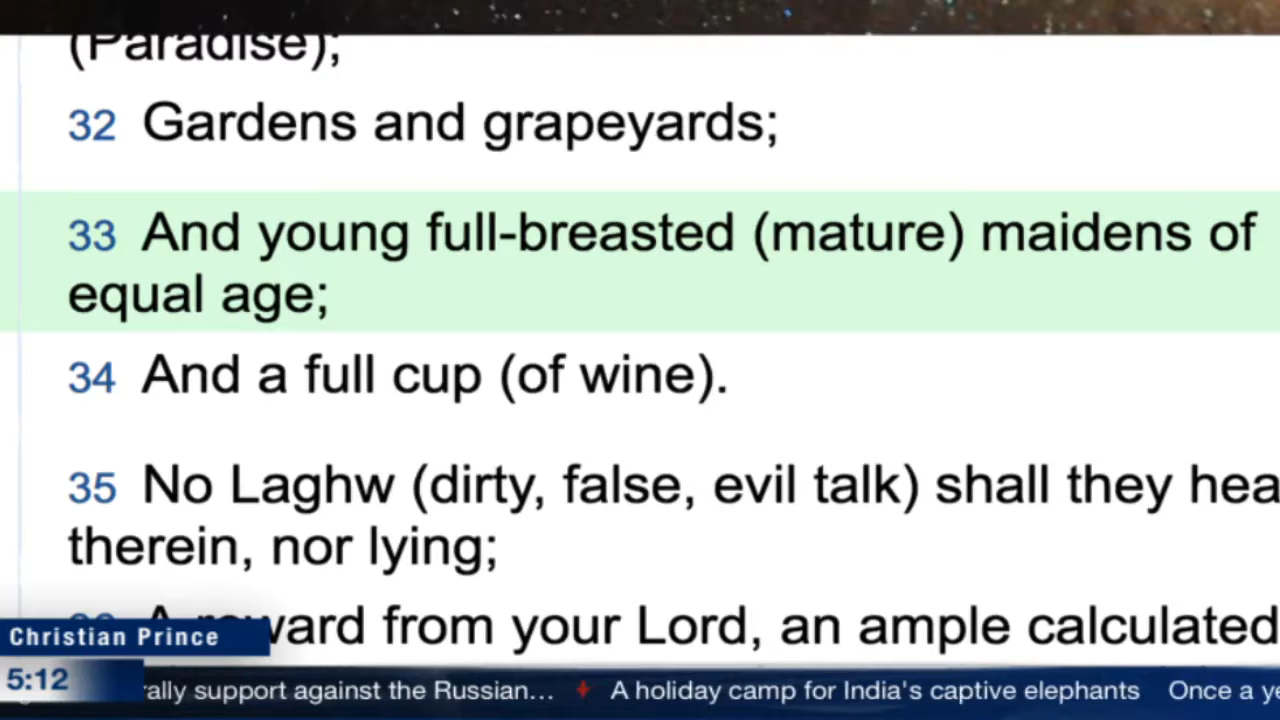 (Paradise);
32 Gardens and grapeyards;
33 And young full-breasted (mature) maidens of
equal age;
34 And a full cup (of wine).
35 No Laghw (dirty, false, evil talk) shall they hea
therein, nor lying;
from your Lord, an ample calculated
Christian Prince
5:12
rally support against the Russian... A holiday camp for India's captive elephants Once a